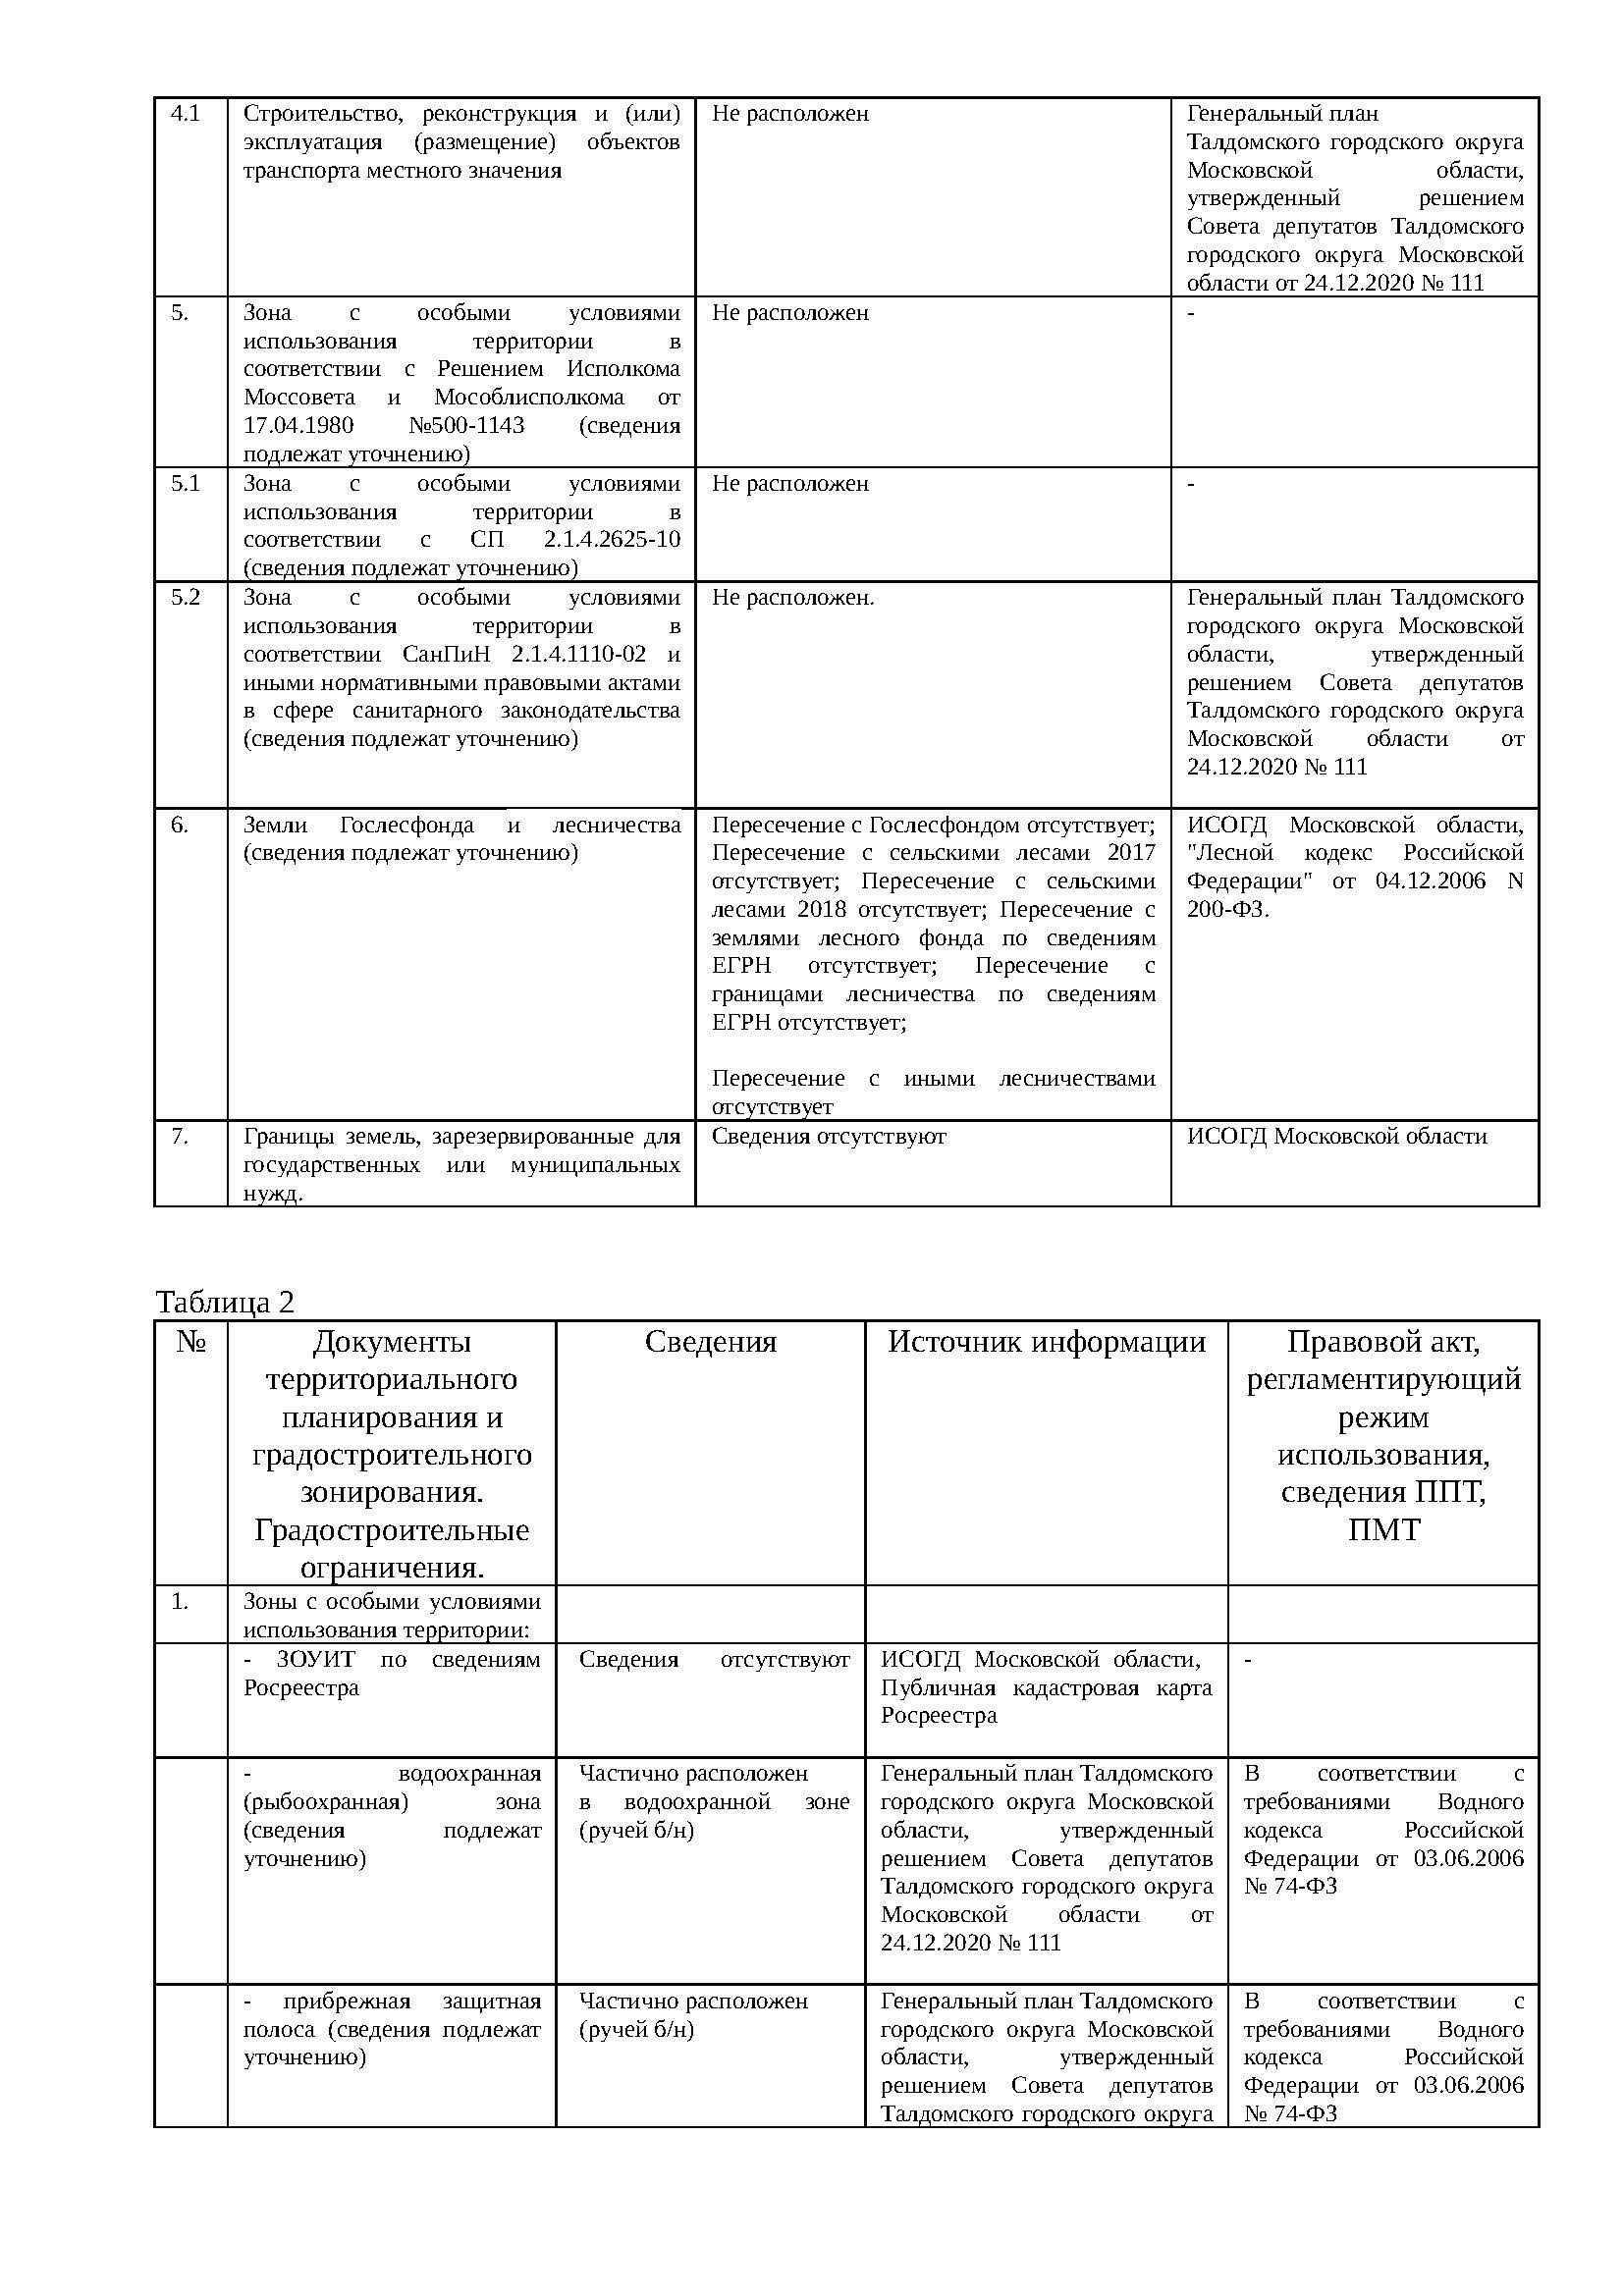 4.1
Строительство, реконструкция и (или)
эксплуатация (размещение) объектов
транспорта местного значения
Не расположен
Генеральный план
Талдомского городского округа
Московской области,
утвержденный решением
Совета депутатов Талдомского
городского округа Московской
области от 24.12.2020 № 111
5.
Зона с особыми условиями
использования территории в
соответствии с Решением Исполкома
Моссовета и Мособлисполкома от
17.04.1980 №500-1143 (сведения
подлежат уточнению)
Не расположен
-
5.1
Зона с особыми условиями
использования территории в
соответствии с СП 2.1.4.2625-10
(сведения подлежат уточнению)
Не расположен
-
5.2
Зона с особыми условиями
использования территории в
соответствии СанПиН 2.1.4.1110-02 и
иными нормативными правовыми актами
в сфере санитарного законодательства
(сведения подлежат уточнению)
Не расположен.
Генеральный план Талдомского
городского округа Московской
области, утвержденный
решением Совета депутатов
Талдомского городского округа
Московской области от
24.12.2020 № 111
6.
Земли Гослесфонда и лесничества
(сведения подлежат уточнению)
Пересечение с Гослесфондом отсутствует;
Пересечение с сельскими лесами 2017
отсутствует; Пересечение с сельскими
лесами 2018 отсутствует; Пересечение с
землями лесного фонда по сведениям
ЕГРН отсутствует; Пересечение с
границами лесничества по сведениям
ЕГРН отсутствует;
Пересечение с иными лесничествами
отсутствует
ИСОГД Московской области,
"Лесной кодекс Российской
Федерации" от 04.12.2006 N
200-ФЗ.
7.
Границы земель, зарезервированные для
государственных или муниципальных
нужд.
Сведения отсутствуют
ИСОГД Московской области
Таблица 2
№
Документы
территориального
планирования и
градостроительного
зонирования.
Градостроительные
ограничения.
Сведения
Источник информации
Правовой акт,
регламентирующий
режим
использования,
сведения ППТ,
ПМТ
1.
Зоны с особыми условиями
использования территории:
- ЗОУИТ по сведениям
Росреестра
Сведения отсутствуют
ИСОГД Московской области,
Публичная кадастровая карта
Росреестра
-
- водоохранная
(рыбоохранная) зона
(сведения подлежат
уточнению)
Частично расположен
в водоохранной зоне
(ручей б/н)
Генеральный план Талдомского
городского округа Московской
области, утвержденный
решением Совета депутатов
Талдомского городского округа
Московской области от
24.12.2020 № 111
В соответствии с
требованиями Водного
кодекса Российской
Федерации от 03.06.2006
№ 74-ФЗ
- прибрежная защитная
полоса (сведения подлежат
уточнению)
Частично расположен
(ручей б/н)
Генеральный план Талдомского
городского округа Московской
области, утвержденный
решением Совета депутатов
Талдомского городского округа
В соответствии с
требованиями Водного
кодекса Российской
Федерации от 03.06.2006
№ 74-ФЗ